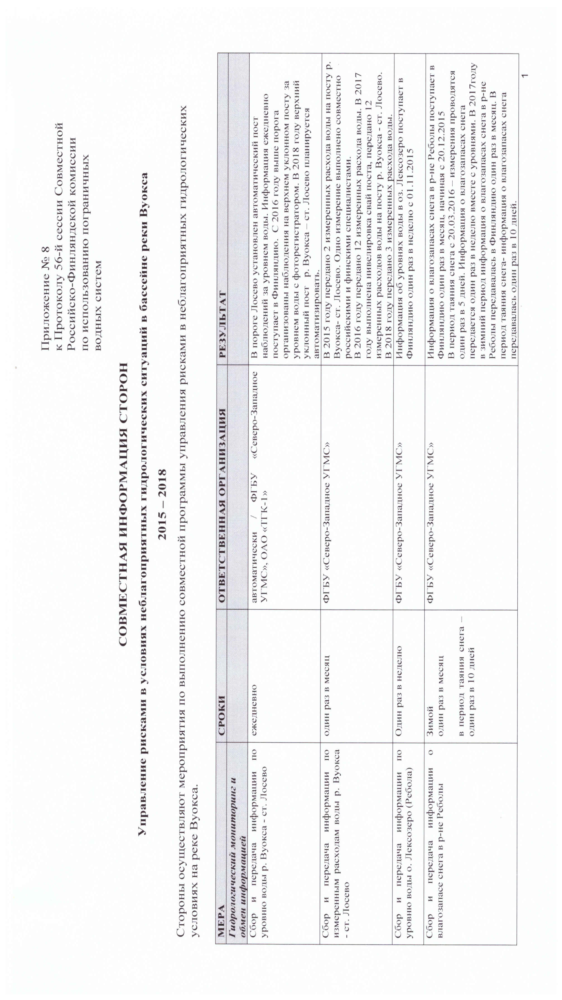 Приложение № 8
к Протоколу 56-й сессии Совместной
Российско-Финляндской комиссии
по использованию пограничных
водных систем
СОВМЕСТНАЯ ИНФОРМАЦИЯ СТОРОН
Управление рисками в условиях неблагоприятных гидрологических ситуаций в бассейне реки Вуокса
2015 – 2018
Стороны осуществляют мероприятия по выполнению совместной программы управления рисками в неблагоприятных гидрологических
условиях на реке Вуокса.
МЕРА
СРОКИ
ОТВЕТСТВЕННАЯ ОРГАНИЗАЦИЯ
РЕЗУЛЬТАТ
Гидрологический мониторинг и
обмен информацией
Сбор и передача информации по
уровню воды р. Вуокса - ст. Лосево
ежедневно
автоматически / ФГБУ «Северо-Западное
УГМС», ОАО «ТГК-1»
В пороге Лосево установлен автоматический пост
наблюдений за уровнем воды. Информация ежедневно
поступает в Финляндию. С 2016 году выше порога
организованы наблюдения на верхнем уклонном посту за
уровнем воды с фоторегистратором. В 2018 году верхний
уклонный пост р. Вуокса – ст. Лосево планируется
автоматизировать.
Сбор и передача информации по
измеренным расходам воды р. Вуокса
- ст. Лосево
один раз в месяц
ФГБУ «Северо-Западное УГМС»
В 2015 году передано 2 измеренных расхода воды на посту р.
Вуокса- ст. Лосево. Одно измерение выполнено совместно
российскими и финскими специалистами.
В 2016 году передано 12 измеренных расхода воды. В 2017
году выполнена нивелировка свай поста, передано 12
измеренных расходов воды на посту р. Вуокса - ст. Лосево.
В 2018 году передано 3 измеренных расхода воды.
Сбор и передача информации по
уровню воды о. Лексозеро (Ребола)
Один раз в неделю
ФГБУ «Северо-Западное УГМС»
Информация об уровнях воды в оз. Лексозеро поступает в
Финляндию один раз в неделю с 01.11.2015
Сбор и передача информации о
влагозапасе снега в р-не Реболы
Зимой
один раз в месяц
в период таяния снега –
один раз в 10 дней
ФГБУ «Северо-Западное УГМС»
Информация о влагозапасах снега в р-не Реболы поступает в
Финляндию один раз в месяц, начиная с 20.12.2015
В период таяния снега с 20.03.2016 – измерения проводятся
один раз в 5 дней. Информация о влагозапасах снега
передается один раз в неделю вместе с уровнями. В 2017году
в зимний период информация о влагозапасах снега в р-не
Реболы передавалась в Финляндию один раз в месяц. В
период таяния снега- информация о влагозапасах снега
передавалась один раз в 10 дней.
1